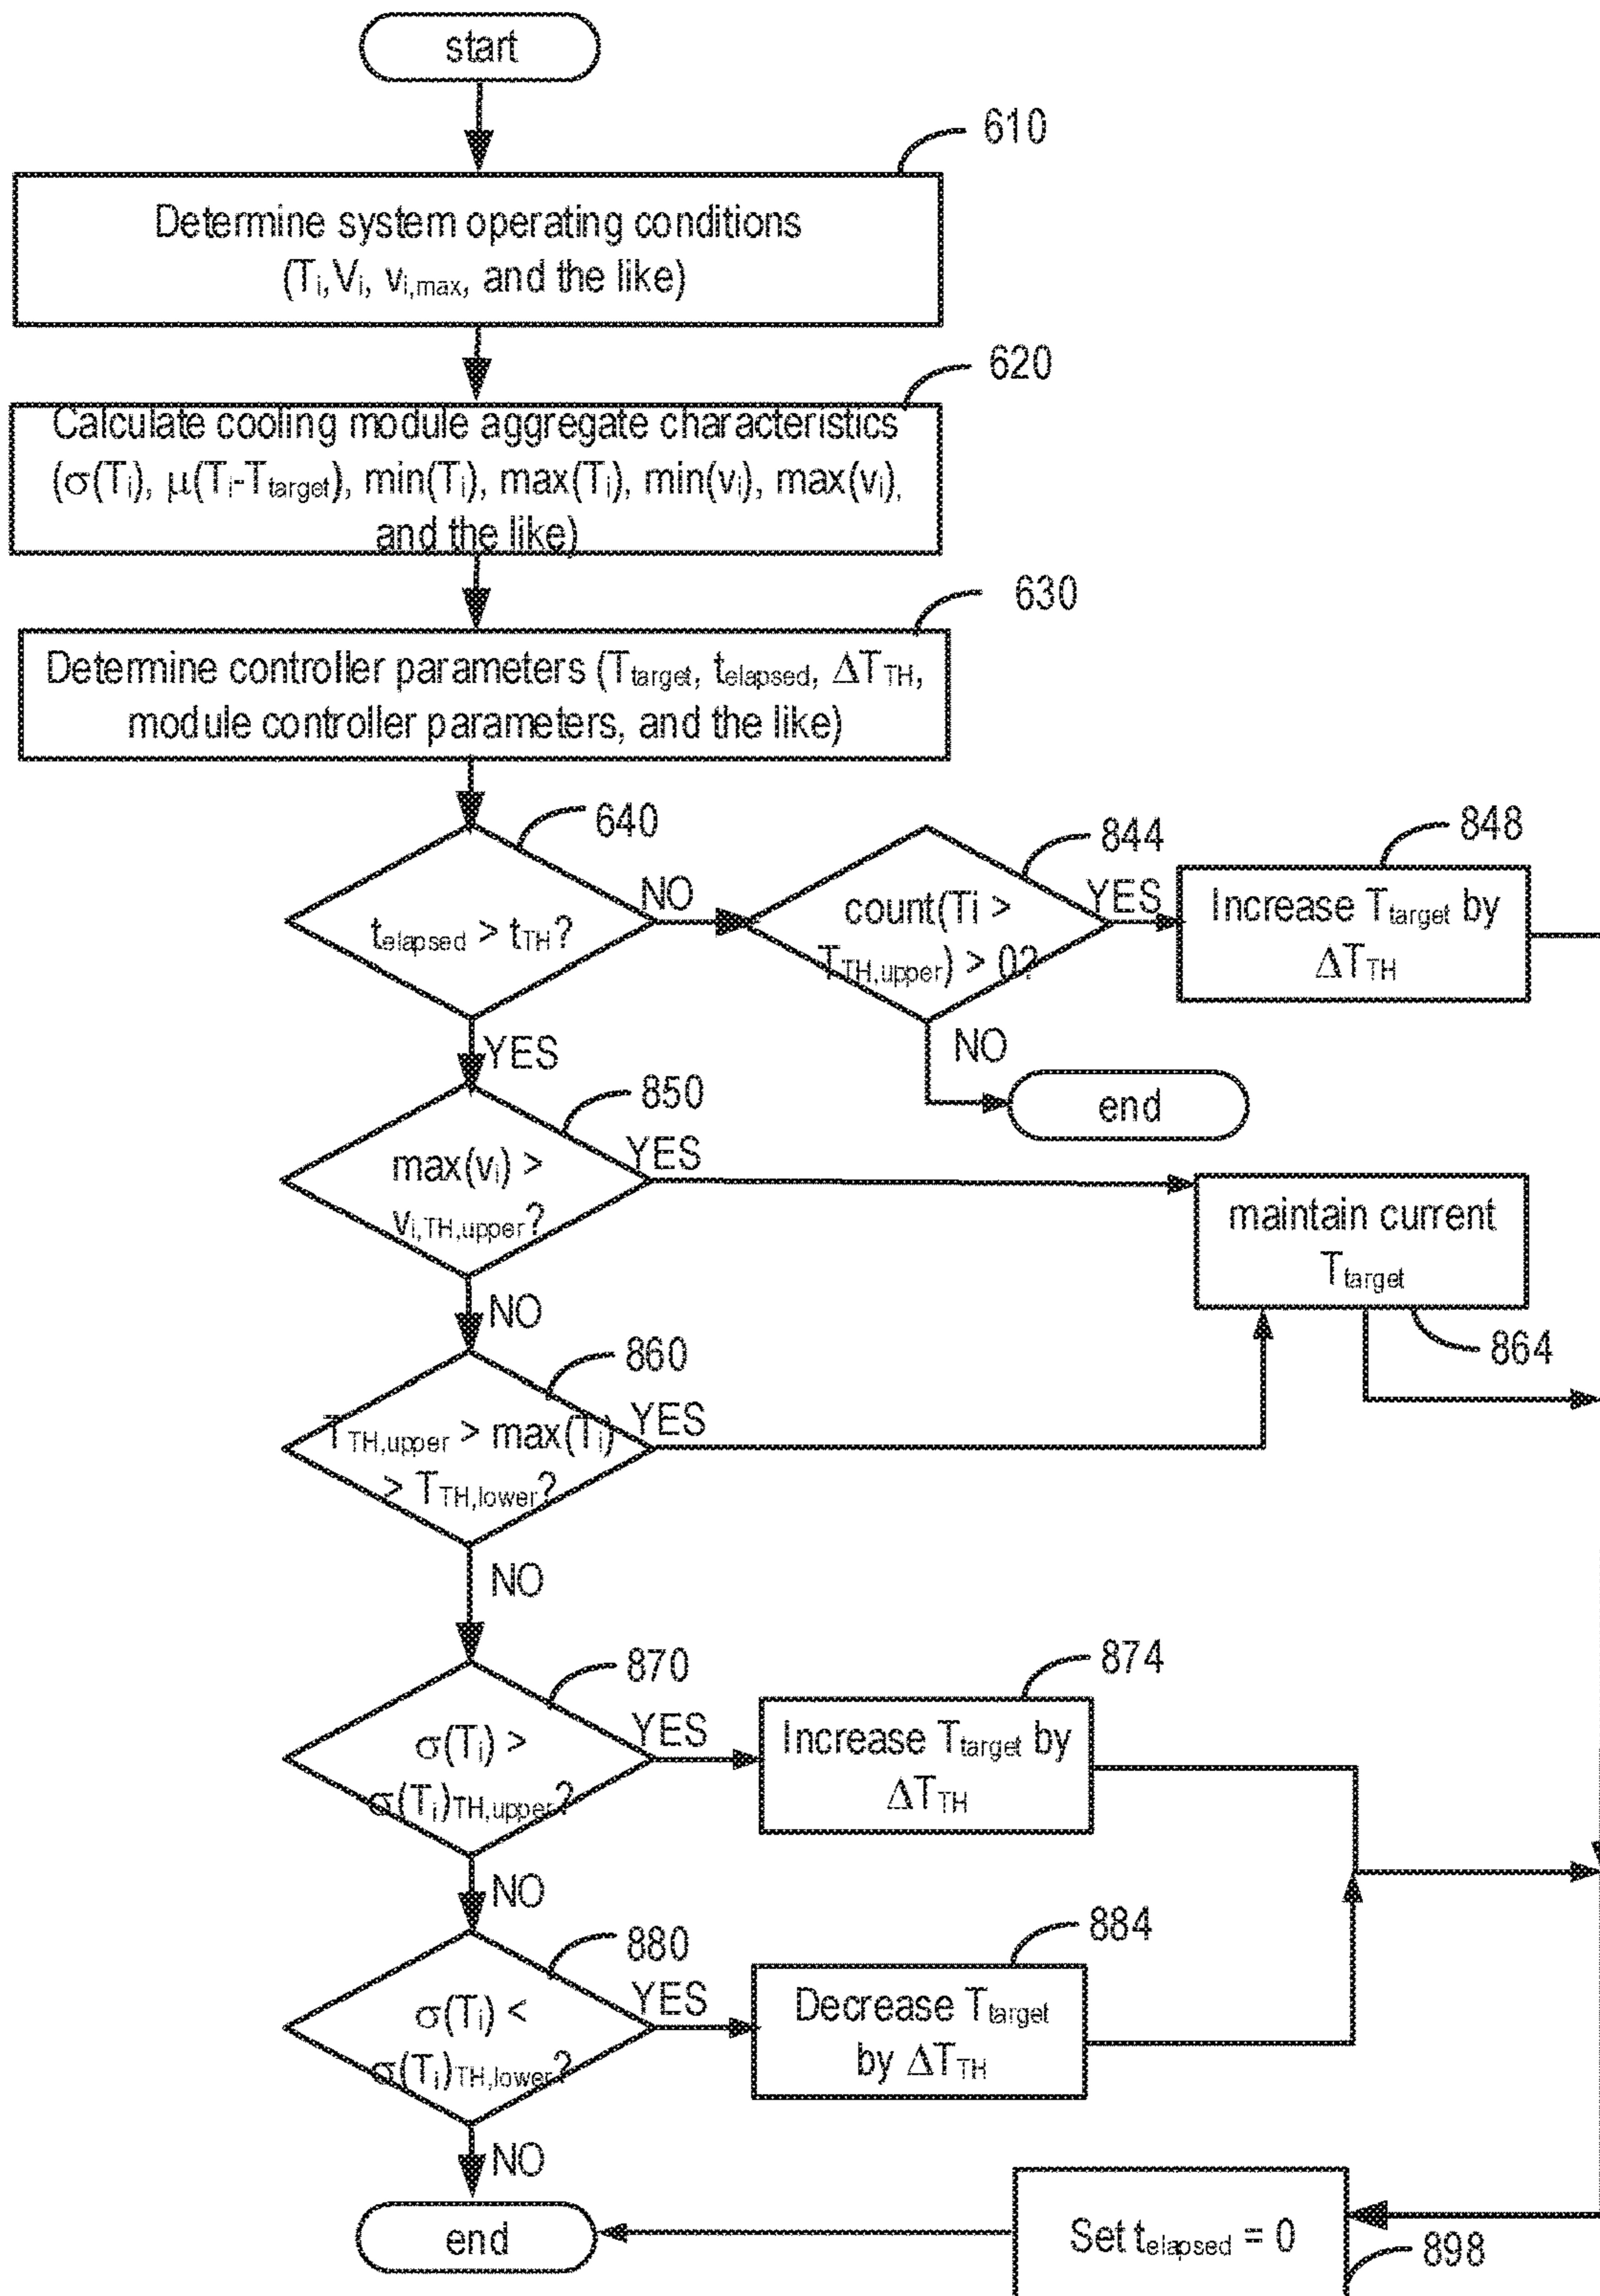 start
610
Determine system operating conditions
(Ti, Vi, vi,max, and the like)
620
Calculate cooling module aggregate characteristics
(σ(Ti), μ(Ti-Ttarget), min(Ti), max(Ti), min(vi), max(vi),
and the like)
630
Determine controller parameters (Ttarget, telapsed, ΔTTH,
module controller parameters, and the like)
640
telapsed > tTH?
NO
844
count(Ti >
TTH,upper) > 0?
YES
848
Increase Ttarget by
ΔTTH
NO
end
YES
850
max(vi) >
vi,TH,upper?
YES
maintain current
Ttarget
864
NO
860
TTH,upper > max(Ti)
> TTH,lower?
YES
NO
870
σ(Ti) >
σ(Ti)TH,upper?
YES
874
Increase Ttarget by
ΔTTH
NO
880
σ(Ti) <
σ(Ti)TH,lower?
YES
884
Decrease Ttarget
by ΔTTH
NO
end
Set telapsed = 0
898